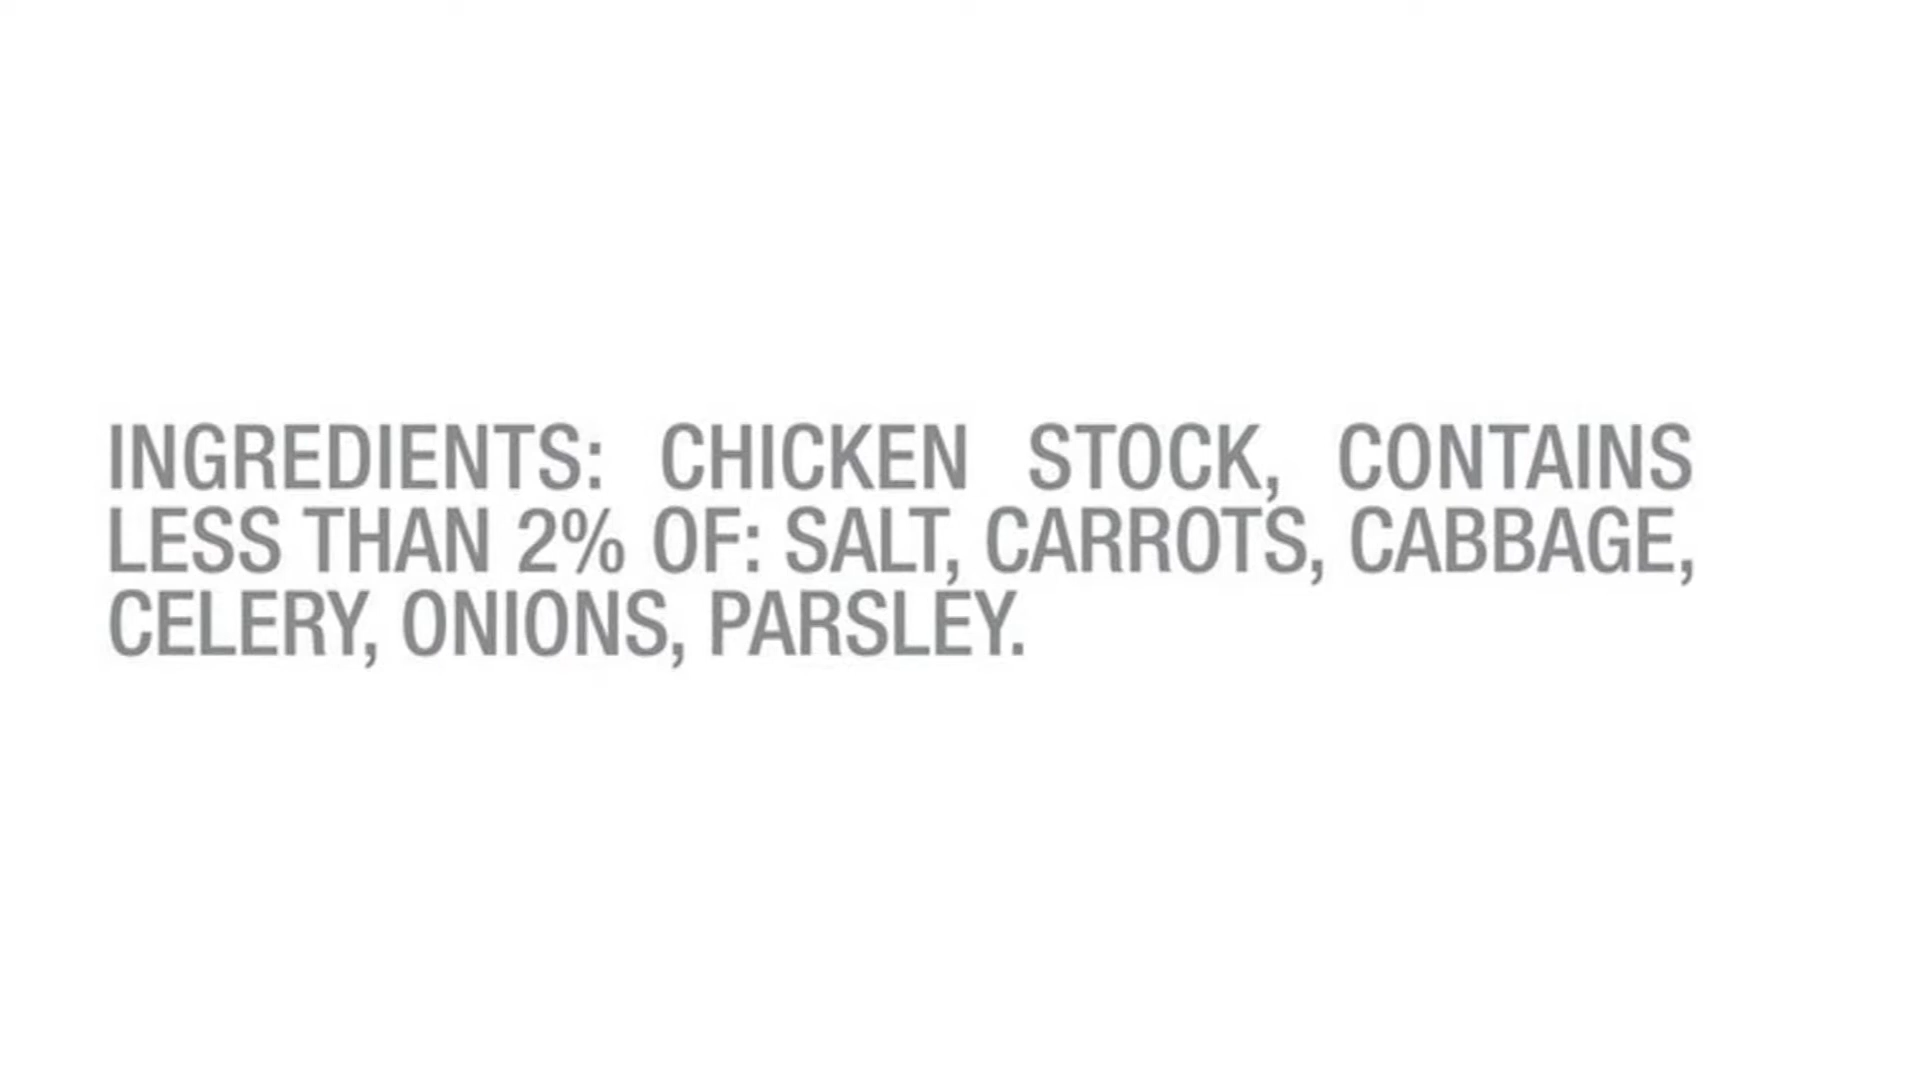 INGREDIENTS: CHICKEN STOCK, CONTAINS
LESS THAN 2% OF: SALT, CARROTS, CABBAGE,
CELERY, ONIONS, PARSLEY.